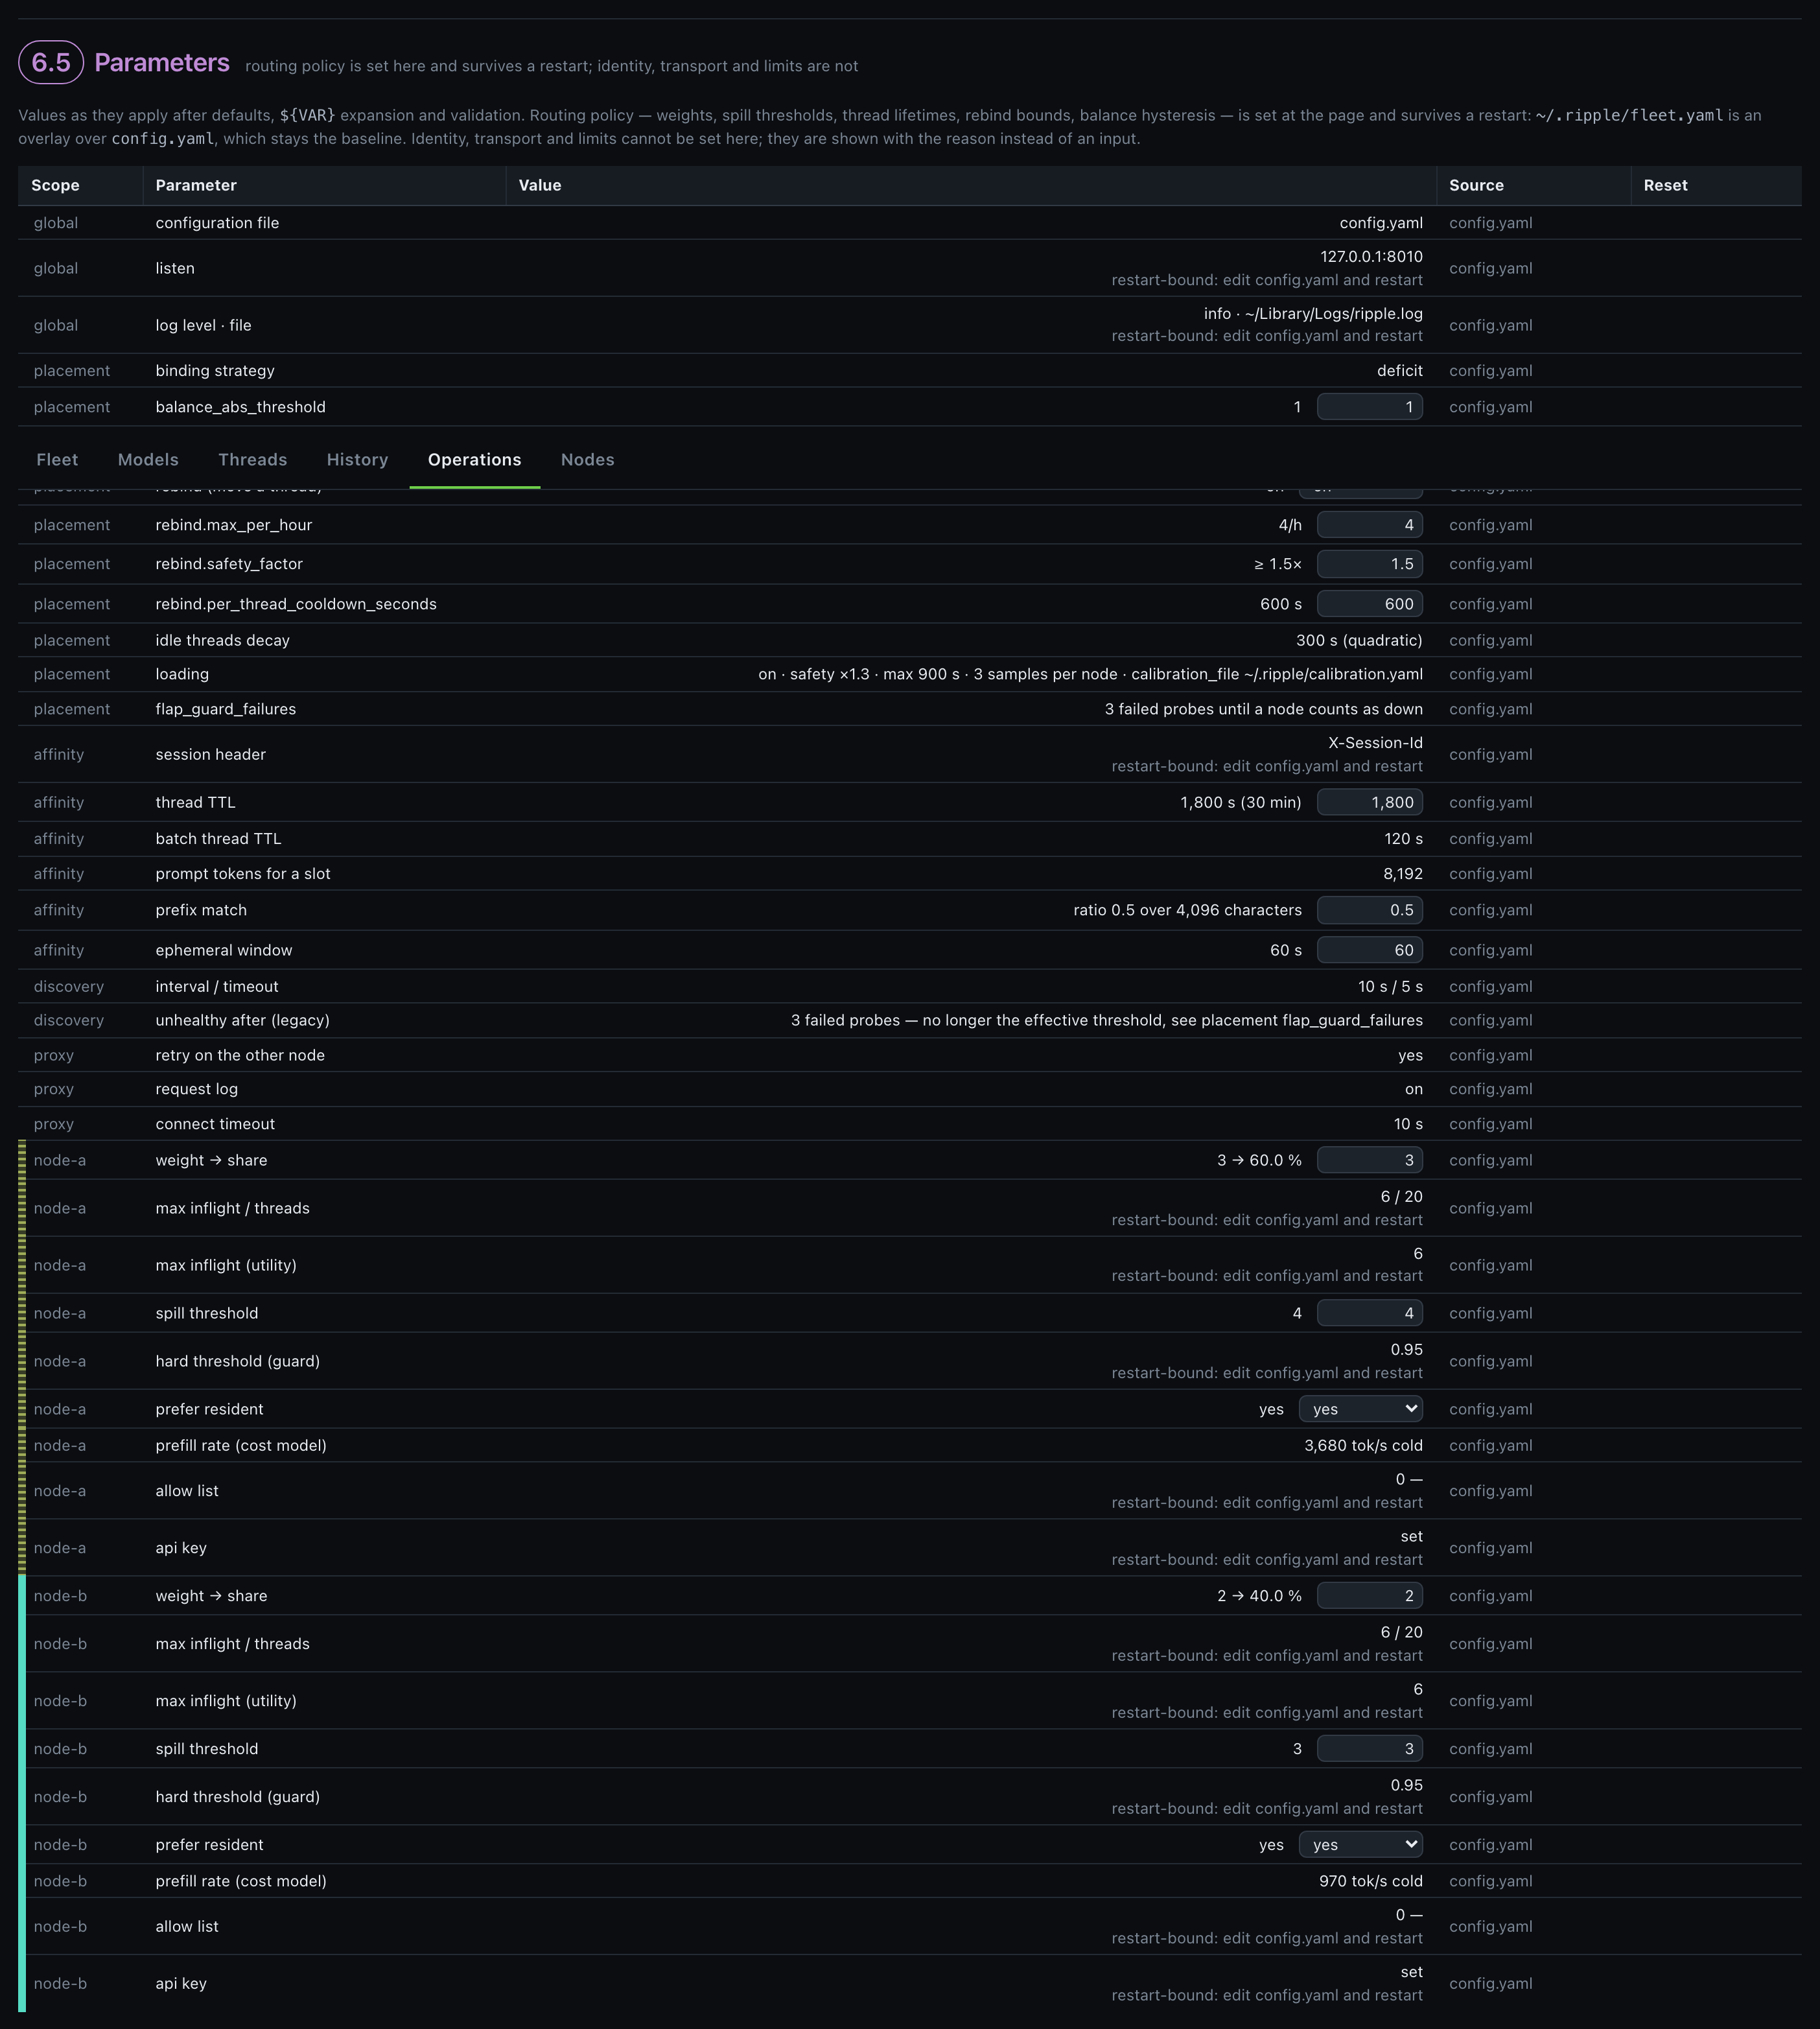 6.5 Parameters routing policy is set here and survives a restart; identity, transport and limits are not
Values as they apply after defaults, ${VAR} expansion and validation. Routing policy — weights, spill thresholds, thread lifetimes, rebind bounds, balance hysteresis — is set at the page and survives a restart: ~/.ripple/fleet.yaml is an
overlay over config.yaml, which stays the baseline. Identity, transport and limits cannot be set here; they are shown with the reason instead of an input.
Scope Parameter Value Source Reset
global configuration file config.yaml config.yaml
global listen 127.0.0.1:8010 config.yaml
restart-bound: edit config.yaml and restart
global log level · file info · ~/Library/Logs/ripple.log config.yaml
restart-bound: edit config.yaml and restart
placement binding strategy deficit config.yaml
placement balance_abs_threshold 1 1 config.yaml
Fleet Models Threads History Operations Nodes
placement rebind (move a thread) config.yaml
placement rebind.max_per_hour 4/h 4 config.yaml
placement rebind.safety_factor ≥ 1.5× 1.5 config.yaml
placement rebind.per_thread_cooldown_seconds 600 s 600 config.yaml
placement idle threads decay 300 s (quadratic) config.yaml
placement loading on · safety ×1.3 · max 900 s · 3 samples per node · calibration_file ~/.ripple/calibration.yaml config.yaml
placement flap_guard_failures 3 failed probes until a node counts as down config.yaml
affinity session header X-Session-Id config.yaml
restart-bound: edit config.yaml and restart
affinity thread TTL 1,800 s (30 min) 1,800 config.yaml
affinity batch thread TTL 120 s config.yaml
affinity prompt tokens for a slot 8,192 config.yaml
affinity prefix match ratio 0.5 over 4,096 characters 0.5 config.yaml
affinity ephemeral window 60 s 60 config.yaml
discovery interval / timeout 10 s / 5 s config.yaml
discovery unhealthy after (legacy) 3 failed probes — no longer the effective threshold, see placement flap_guard_failures config.yaml
proxy retry on the other node yes config.yaml
proxy request log on config.yaml
proxy connect timeout 10 s config.yaml
node-a weight → share 3 → 60.0 % 3 config.yaml
node-a max inflight / threads 6 / 20 config.yaml
restart-bound: edit config.yaml and restart
node-a max inflight (utility) 6 config.yaml
restart-bound: edit config.yaml and restart
node-a spill threshold 4 4 config.yaml
node-a hard threshold (guard) 0.95 config.yaml
restart-bound: edit config.yaml and restart
node-a prefer resident yes yes config.yaml
node-a prefill rate (cost model) 3,680 tok/s cold config.yaml
node-a allow list 0 — config.yaml
restart-bound: edit config.yaml and restart
node-a api key set config.yaml
restart-bound: edit config.yaml and restart
node-b weight → share 2 → 40.0 % 2 config.yaml
node-b max inflight / threads 6 / 20 config.yaml
restart-bound: edit config.yaml and restart
node-b max inflight (utility) 6 config.yaml
restart-bound: edit config.yaml and restart
node-b spill threshold 3 3 config.yaml
node-b hard threshold (guard) 0.95 config.yaml
restart-bound: edit config.yaml and restart
node-b prefer resident yes yes config.yaml
node-b prefill rate (cost model) 970 tok/s cold config.yaml
node-b allow list 0 — config.yaml
restart-bound: edit config.yaml and restart
node-b api key set config.yaml
restart-bound: edit config.yaml and restart